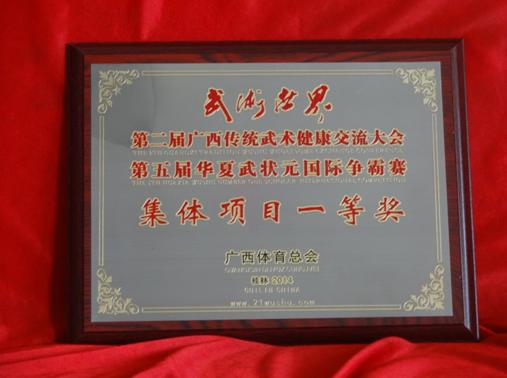 武術世界
第二届广西传统武术健康交流大会
第五届华夏武状元国际争霸赛
集体项目一等奖
广西体育总会
桂林 2014
www.21wushu.com